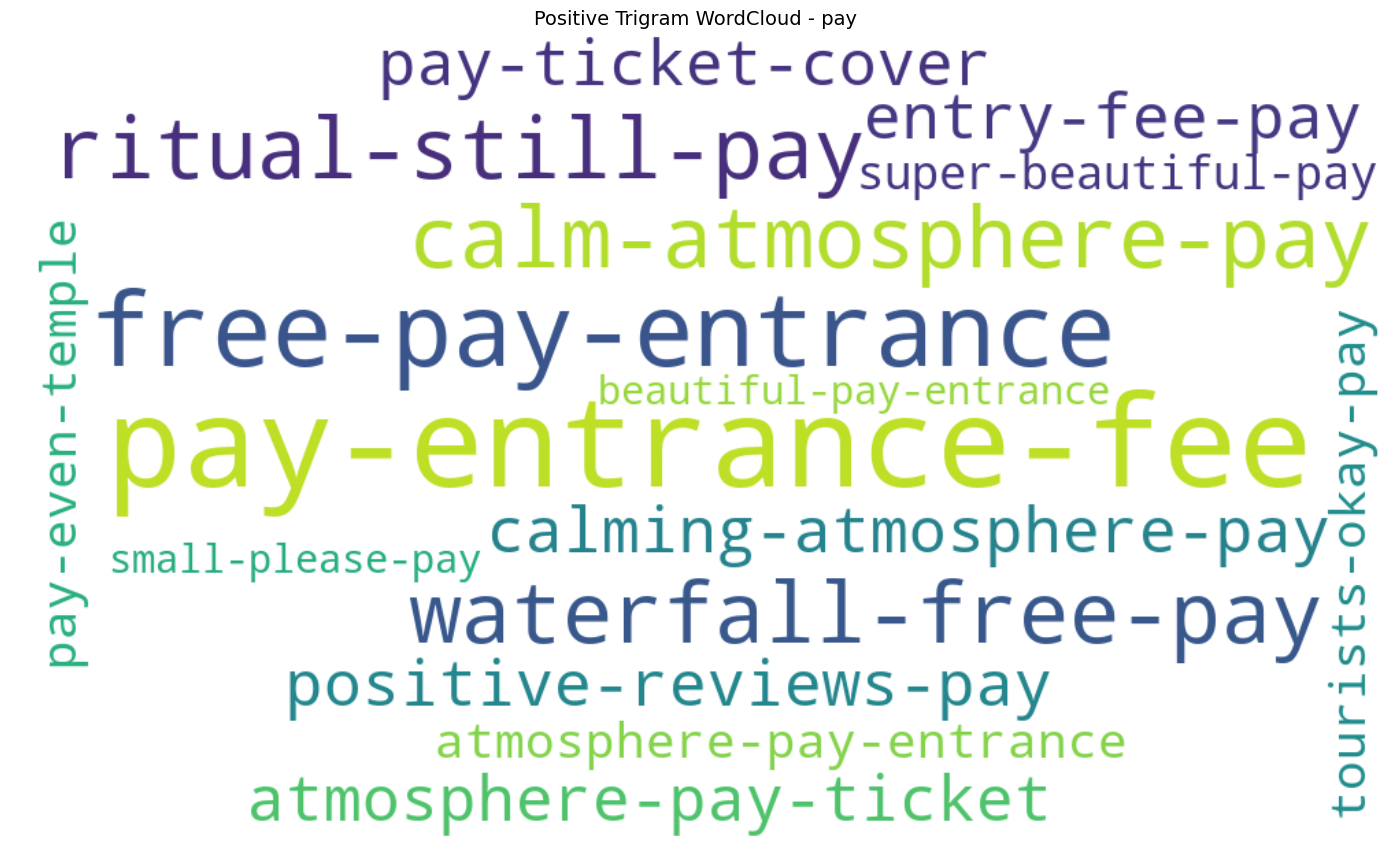 Positive Trigram WordCloud - pay
pay-ticket-cover
entry-fee-pay
ritual-still-pay
super-beautiful-pay
calm-atmosphere-pay
pay-even-temple
free-pay-entrance
tourists-okay-pay
beautiful-pay-entrance
pay-entrance-fee
calming-atmosphere-pay
small-please-pay
waterfall-free-pay
positive-reviews-pay
atmosphere-pay-entrance
atmosphere-pay-ticket